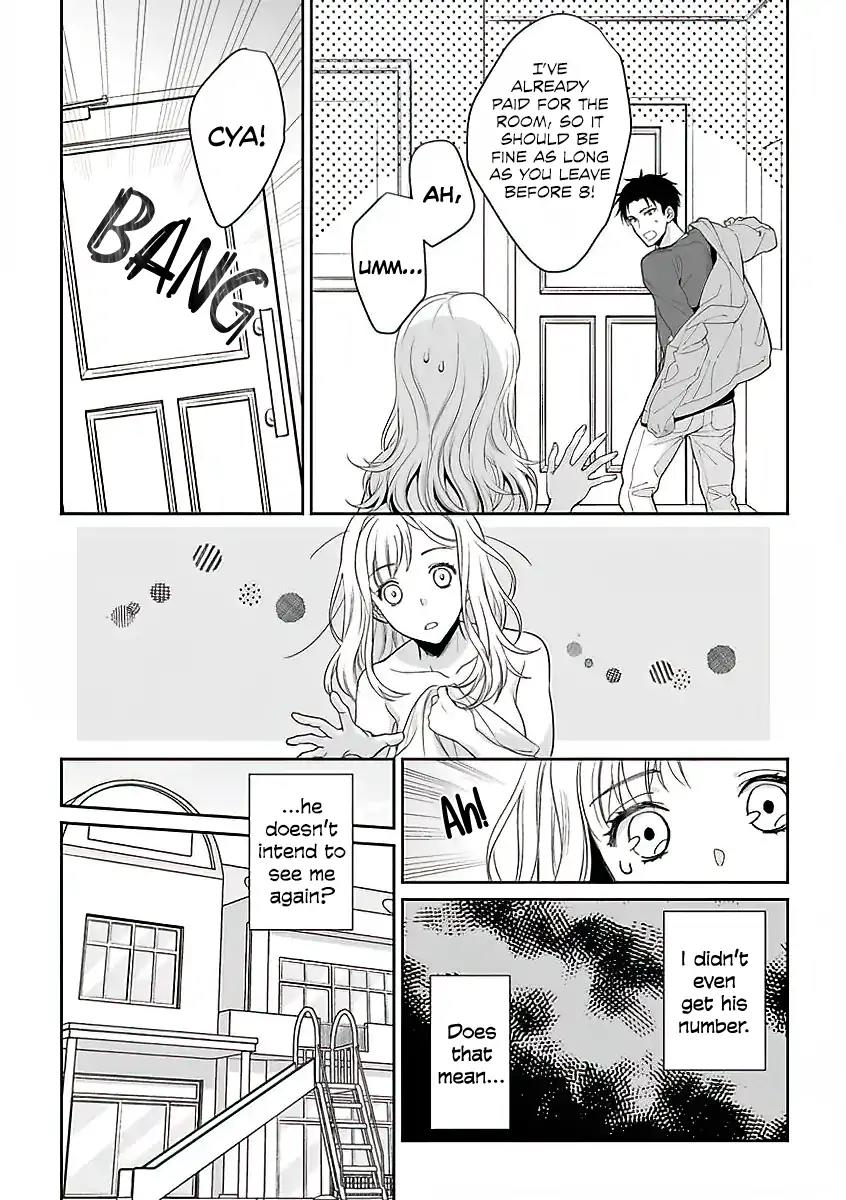 I'VE
ALREADY
PAID FOR THE
ROOM, SO IT
SHOULD BE
FINE AS LONG
AS YOU LEAVE
BEFORE 8!
AH,
UMM...
CYA!
BANG
Ah!
I didn't
even
get his
number.
Does
that
mean...
...he
doesn't
intend to
see me
again?